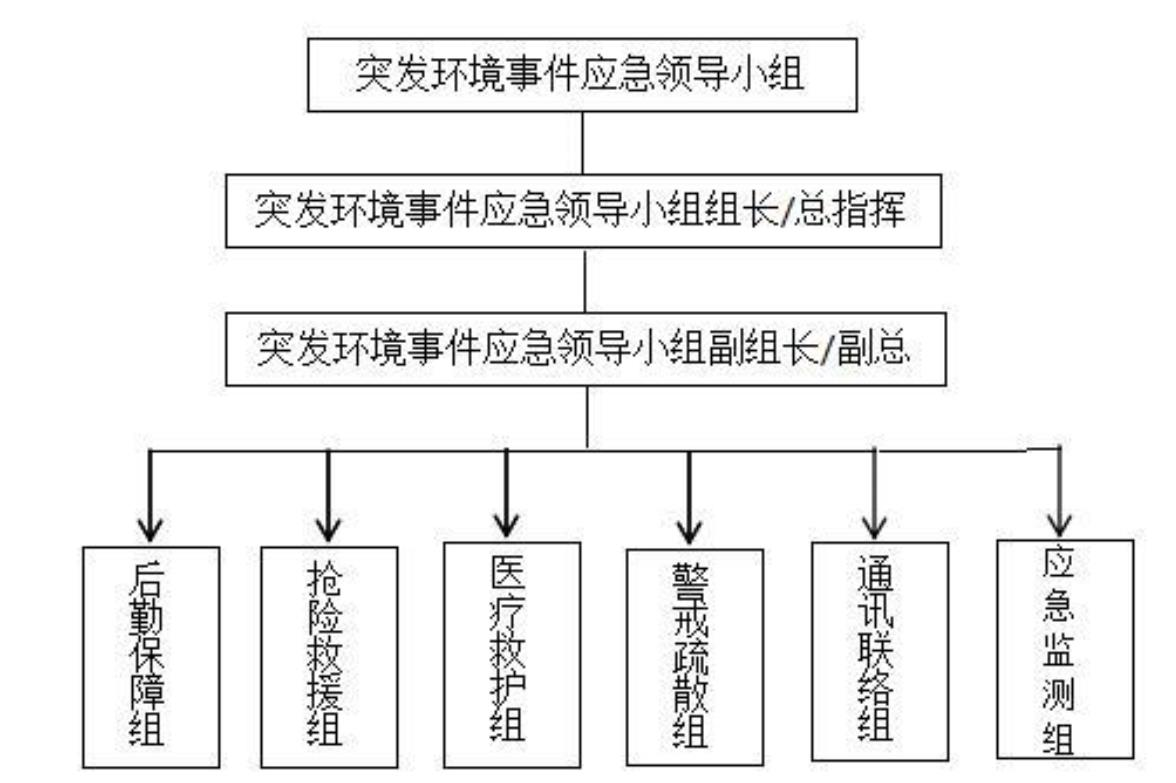 突发环境事件应急领导小组
突发环境事件应急领导小组组长/总指挥
突发环境事件应急领导小组副组长/副总
后勤保障组
抢险救援组
医疗救护组
警戒疏散组
通讯联络组
应急监测组